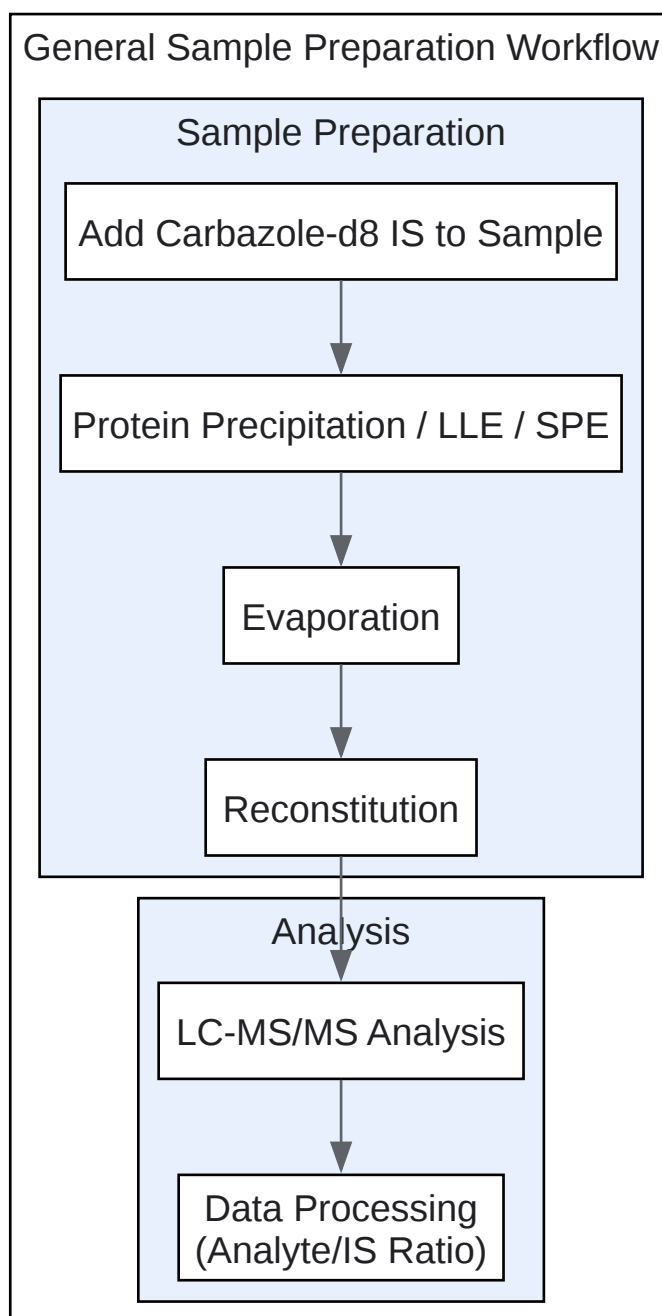 General Sample Preparation Workflow
Sample Preparation
Add Carbazole-d8 IS to Sample
Protein Precipitation / LLE / SPE
Evaporation
Reconstitution
Analysis
LC-MS/MS Analysis
Data Processing
(Analyte/IS Ratio)